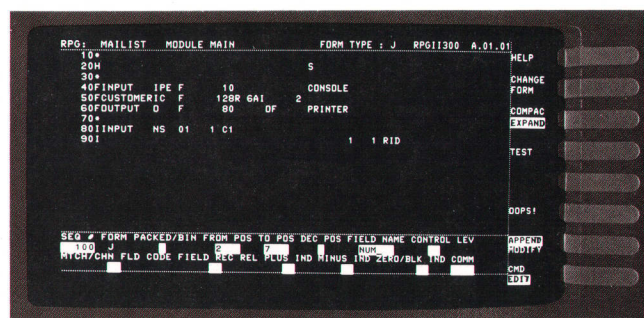 RPG: MAILIST MODULE MAIN FORM TYPE : J RPGII300 A.01.01
10*
20H S
30*
40FINPUT IPE F 10 CONSOLE
50FCUSTOMERIC F 128R 6AI 2
60FOUTPUT O F 80 OF PRINTER
70*
80IINPUT NS 01 1 C1
90I 1 1 RID
HELP
CHANGE
FORM
COMPAC
EXPAND
TEST
OOPS!
APPEND
MODIFY
CMD
EDIT
SEQ # FORM PACKED/BIN FROM POS TO POS DEC POS FIELD NAME CONTROL LEV
100 J 2 7 NUM
MTCH/CHN FLD CODE FIELD REC REL PLUS IND MINUS IND ZERO/BLK IND COMM